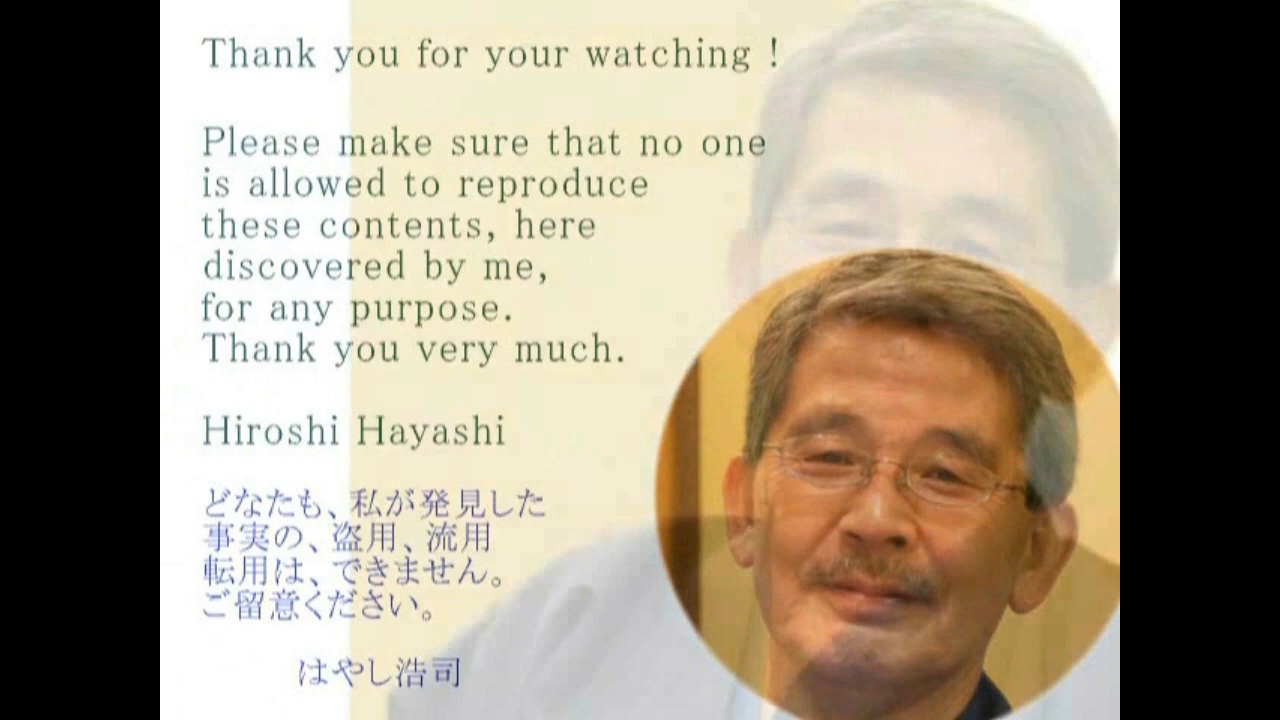 Thank you for your watching !
Please make sure that no one
is allowed to reproduce
these contents, here
discovered by me,
for any purpose.
Thank you very much.
Hiroshi Hayashi
どなたも、私が発見した
事実の、盗用、流用
転用は、できません。
ご留意ください。
はやし浩司